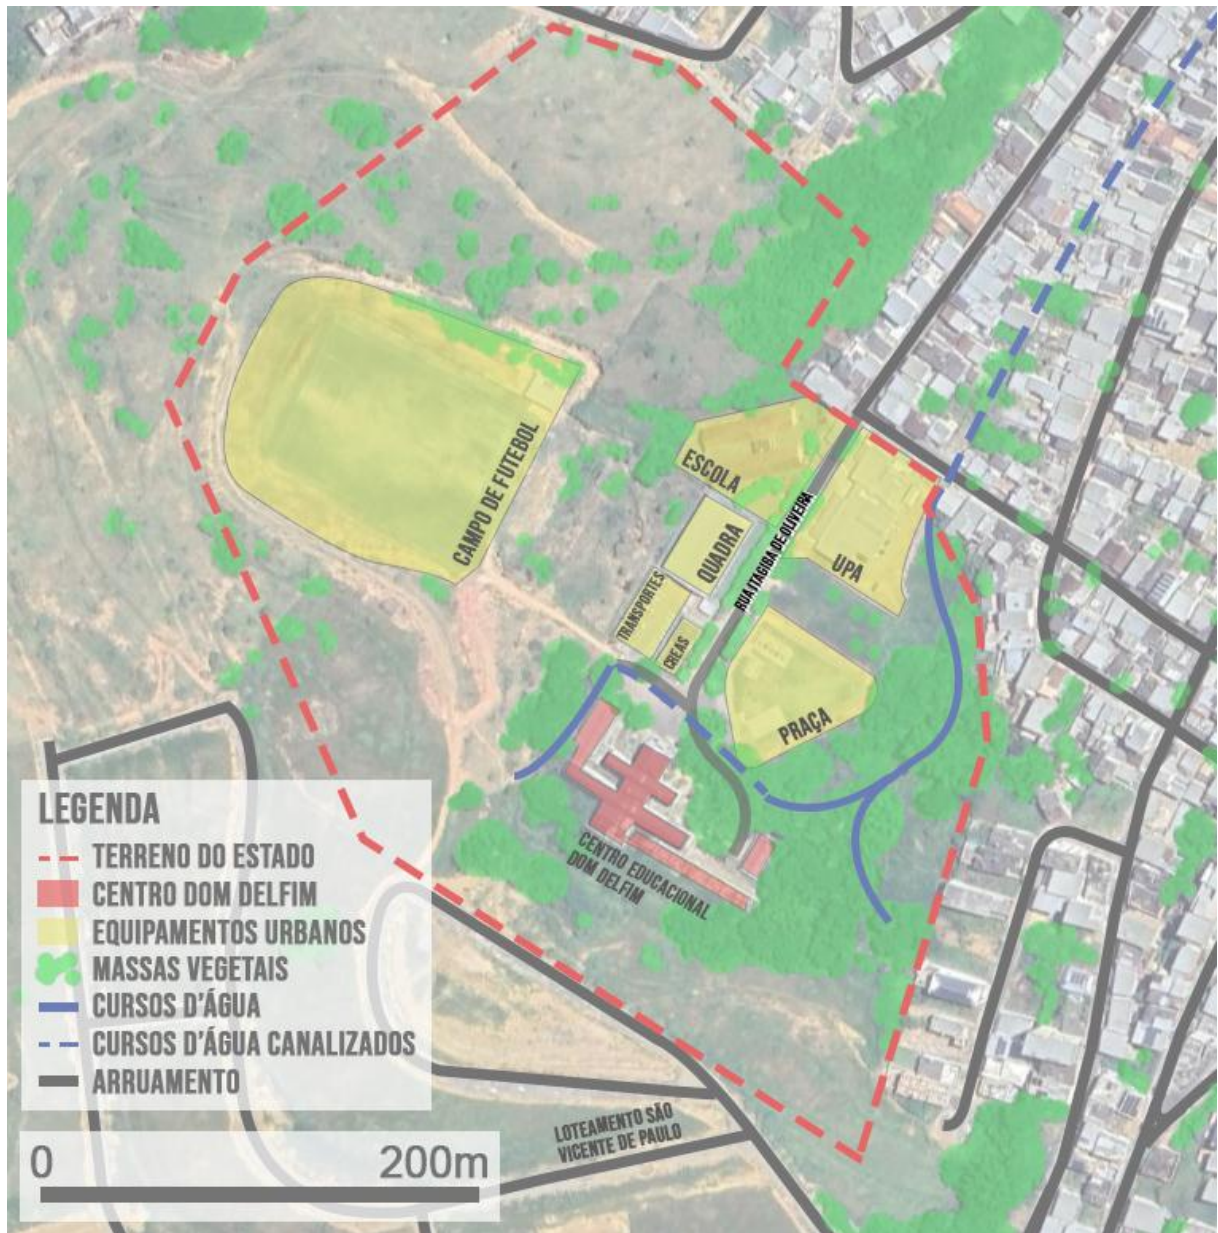 CAMPO DE FUTEBOL
ESCOLA
QUADRA
RUA ITAGIBA DE OLIVEIRA
UPA
TRANSPORTES
CREAS
PRAÇA
CENTRO EDUCACIONAL
DOM DELFIM
LEGENDA
TERRENO DO ESTADO
CENTRO DOM DELFIM
EQUIPAMENTOS URBANOS
MASSAS VEGETAIS
CURSOS D'ÁGUA
CURSOS D'ÁGUA CANALIZADOS
ARRUAMENTO
LOTEAMENTO SÃO
VICENTE DE PAULO
0 200m